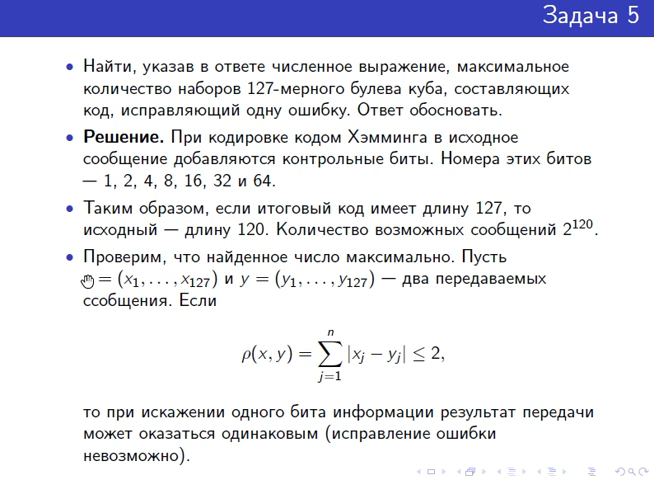 Задача 5
• Найти, указав в ответе численное выражение, максимальное
количество наборов 127-мерного булева куба, составляющих
код, исправляющий одну ошибку. Ответ обосновать.
• Решение. При кодировке кодом Хэмминга в исходное
сообщение добавляются контрольные биты. Номера этих битов
— 1, 2, 4, 8, 16, 32 и 64.
• Таким образом, если итоговый код имеет длину 127, то
исходный — длину 120. Количество возможных сообщений 2^120.
• Проверим, что найденное число максимально. Пусть
= (x₁, . . . , x₁₂₇) и y = (y₁, . . . , y₁₂₇) — два передаваемых
ссобщения. Если
ρ(x, y) = ∑_{j=1}^{n} |x_j − y_j| ≤ 2,
то при искажении одного бита информации результат передачи
может оказаться одинаковым (исправление ошибки
невозможно).